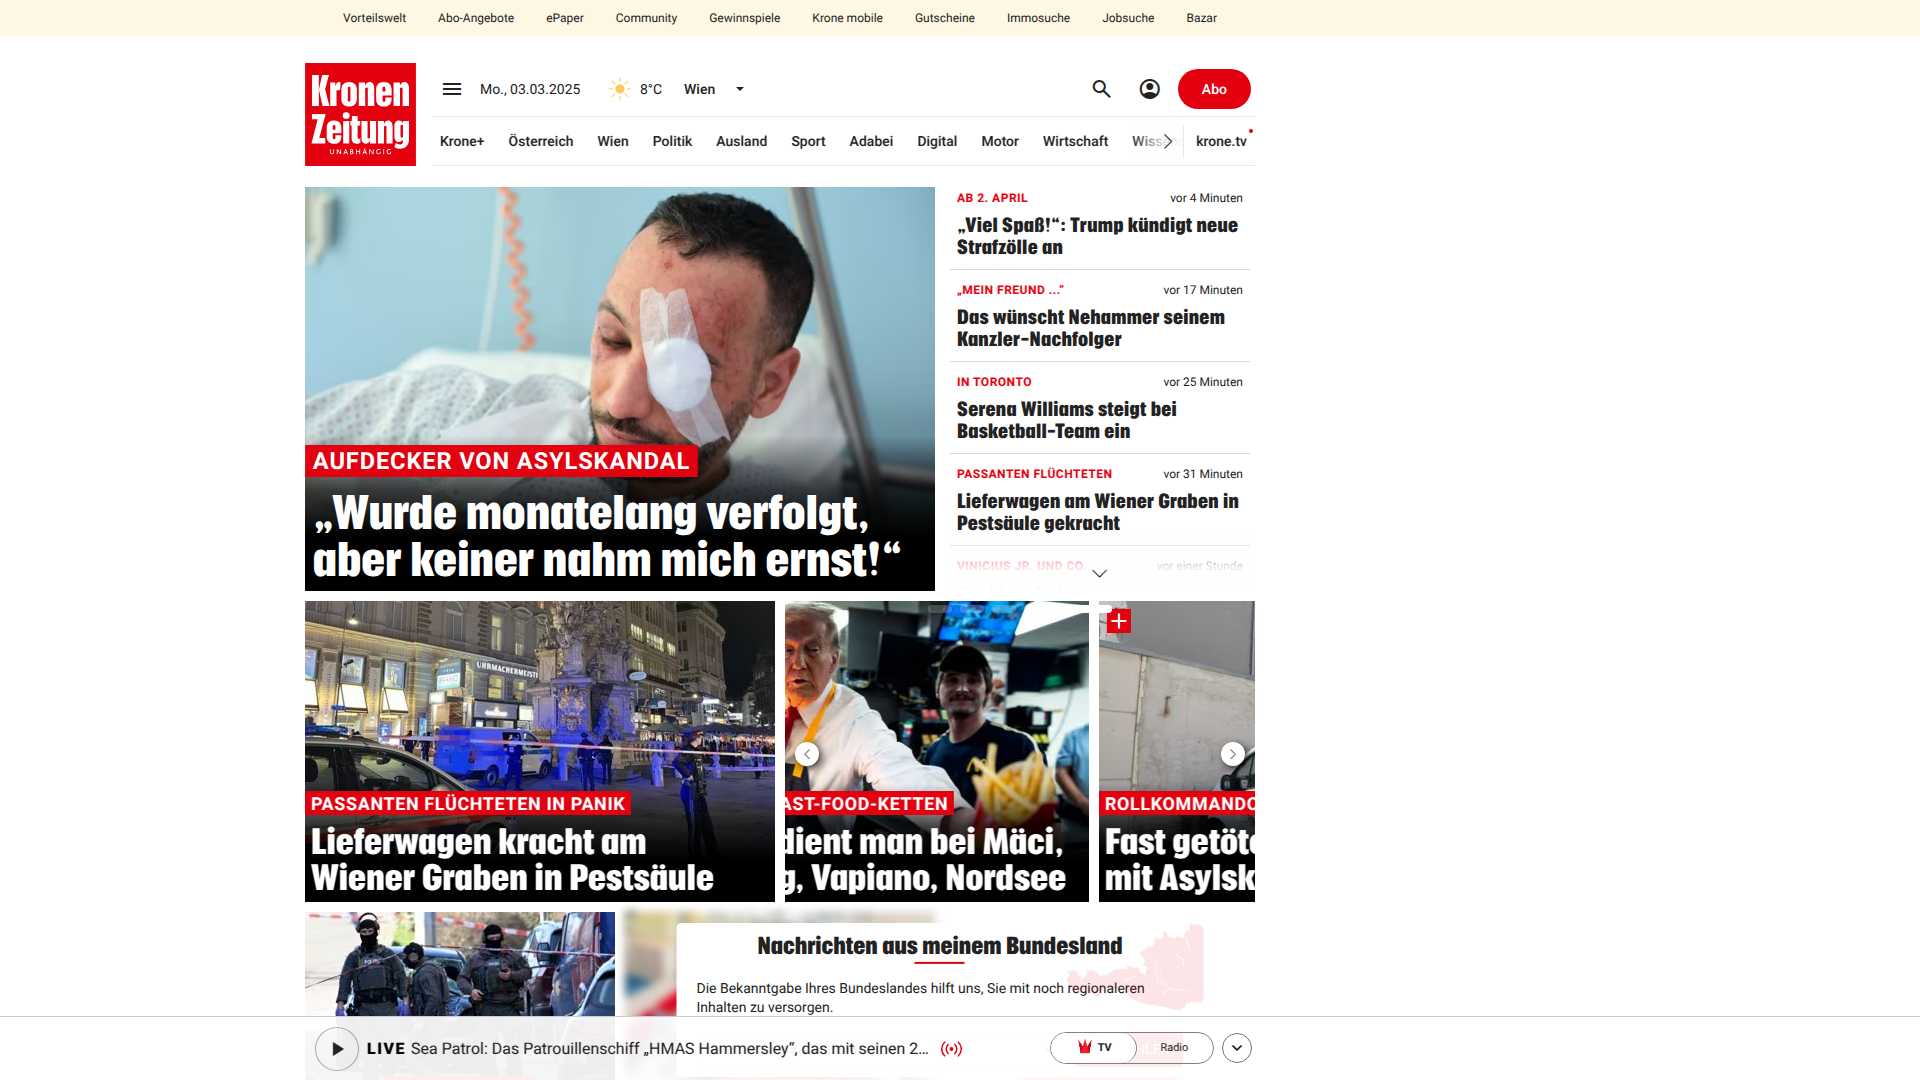 Vorteilswelt Abo-Angebote ePaper Community Gewinnspiele Krone mobile Gutscheine Immosuche Jobsuche Bazar
Kronen
Zeitung
UNABHÄNGIG
Mo., 03.03.2025 8°C Wien
Abo
Krone+ Österreich Wien Politik Ausland Sport Adabei Digital Motor Wirtschaft Wiss krone.tv
AUFDECKER VON ASYLSKANDAL
„Wurde monatelang verfolgt,
aber keiner nahm mich ernst!“
AB 2. APRIL vor 4 Minuten
„Viel Spaß!“: Trump kündigt neue
Strafzölle an
„MEIN FREUND ...“ vor 17 Minuten
Das wünscht Nehammer seinem
Kanzler-Nachfolger
IN TORONTO vor 25 Minuten
Serena Williams steigt bei
Basketball-Team ein
PASSANTEN FLÜCHTETEN vor 31 Minuten
Lieferwagen am Wiener Graben in
Pestsäule gekracht
VINICIUS JR. UND CO. vor einer Stunde
UHRMACHERMEISTE
PASSANTEN FLÜCHTETEN IN PANIK
Lieferwagen kracht am
Wiener Graben in Pestsäule
AST-FOOD-KETTEN
dient man bei Mäci,
g, Vapiano, Nordsee
ROLLKOMMANDO
Fast getöte
mit Asylsk
Nachrichten aus meinem Bundesland
Die Bekanntgabe Ihres Bundeslandes hilft uns, Sie mit noch regionaleren
Inhalten zu versorgen.
LIVE Sea Patrol: Das Patrouillenschiff „HMAS Hammersley“, das mit seinen 2...
TV Radio